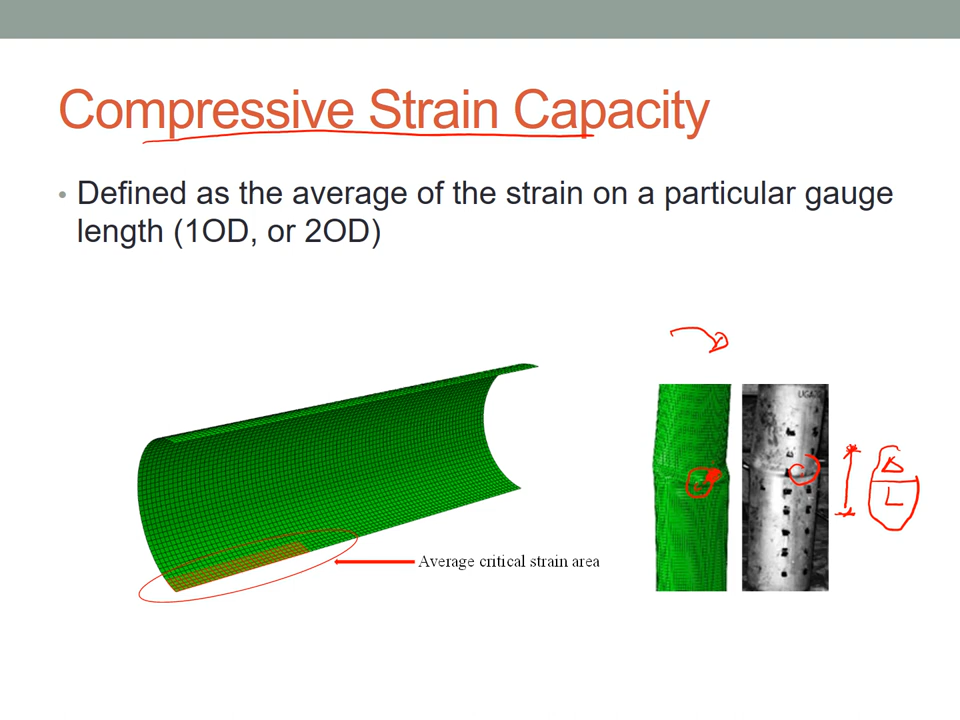 Compressive Strain Capacity
• Defined as the average of the strain on a particular gauge
length (1OD, or 2OD)
Average critical strain area
Δ
L